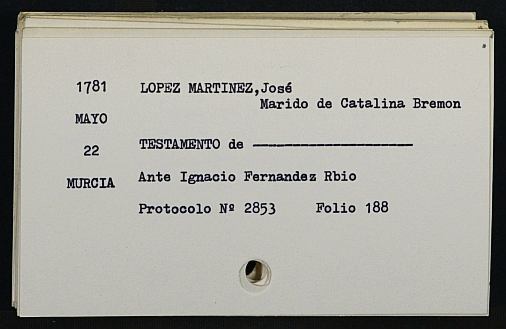 1781 LOPEZ MARTINEZ,José
Marido de Catalina Bremon
MAYO
22 TESTAMENTO de --------------------
MURCIA Ante Ignacio Fernandez Rbio
Protocolo Nº 2853 Folio 188